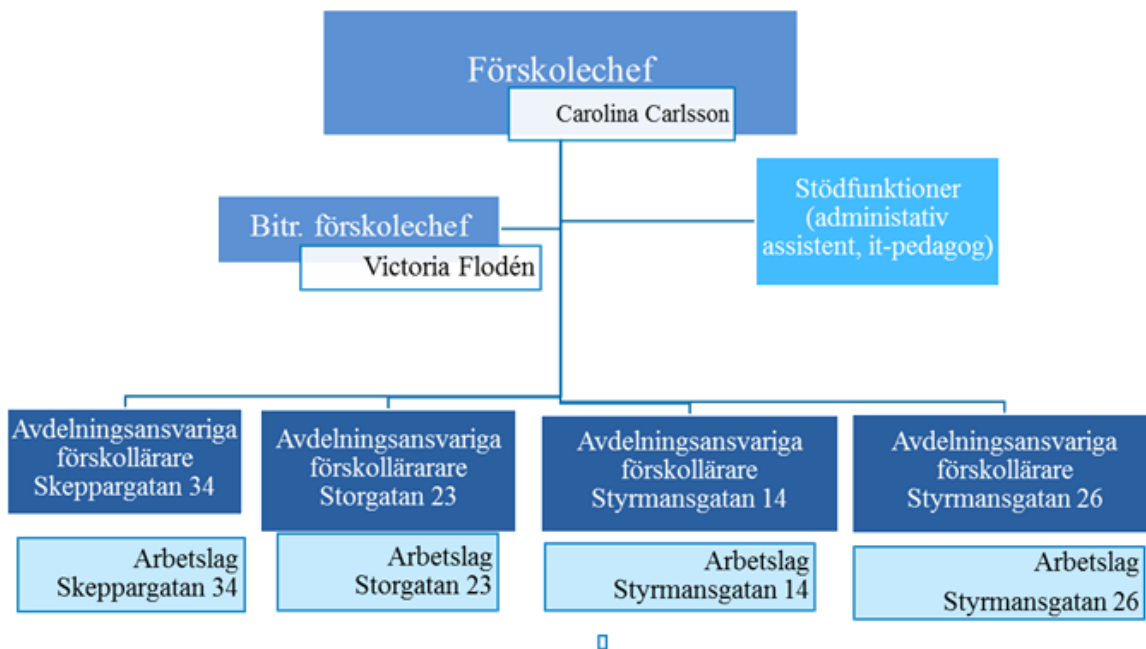 Förskolechef
Carolina Carlsson
Bitr. förskolechef
Victoria Flodén
Stödfunktioner
(administativ
assistent, it-pedagog)
Avdelningsansvariga
förskollärare
Skeppargatan 34
Arbetslag
Skeppargatan 34
Avdelningsansvariga
förskollärarare
Storgatan 23
Arbetslag
Storgatan 23
Avdelningsansvariga
förskollärare
Styrmansgatan 14
Arbetslag
Styrmansgatan 14
Avdelningsansvariga
förskollärare
Styrmansgatan 26
Arbetslag
Styrmansgatan 26